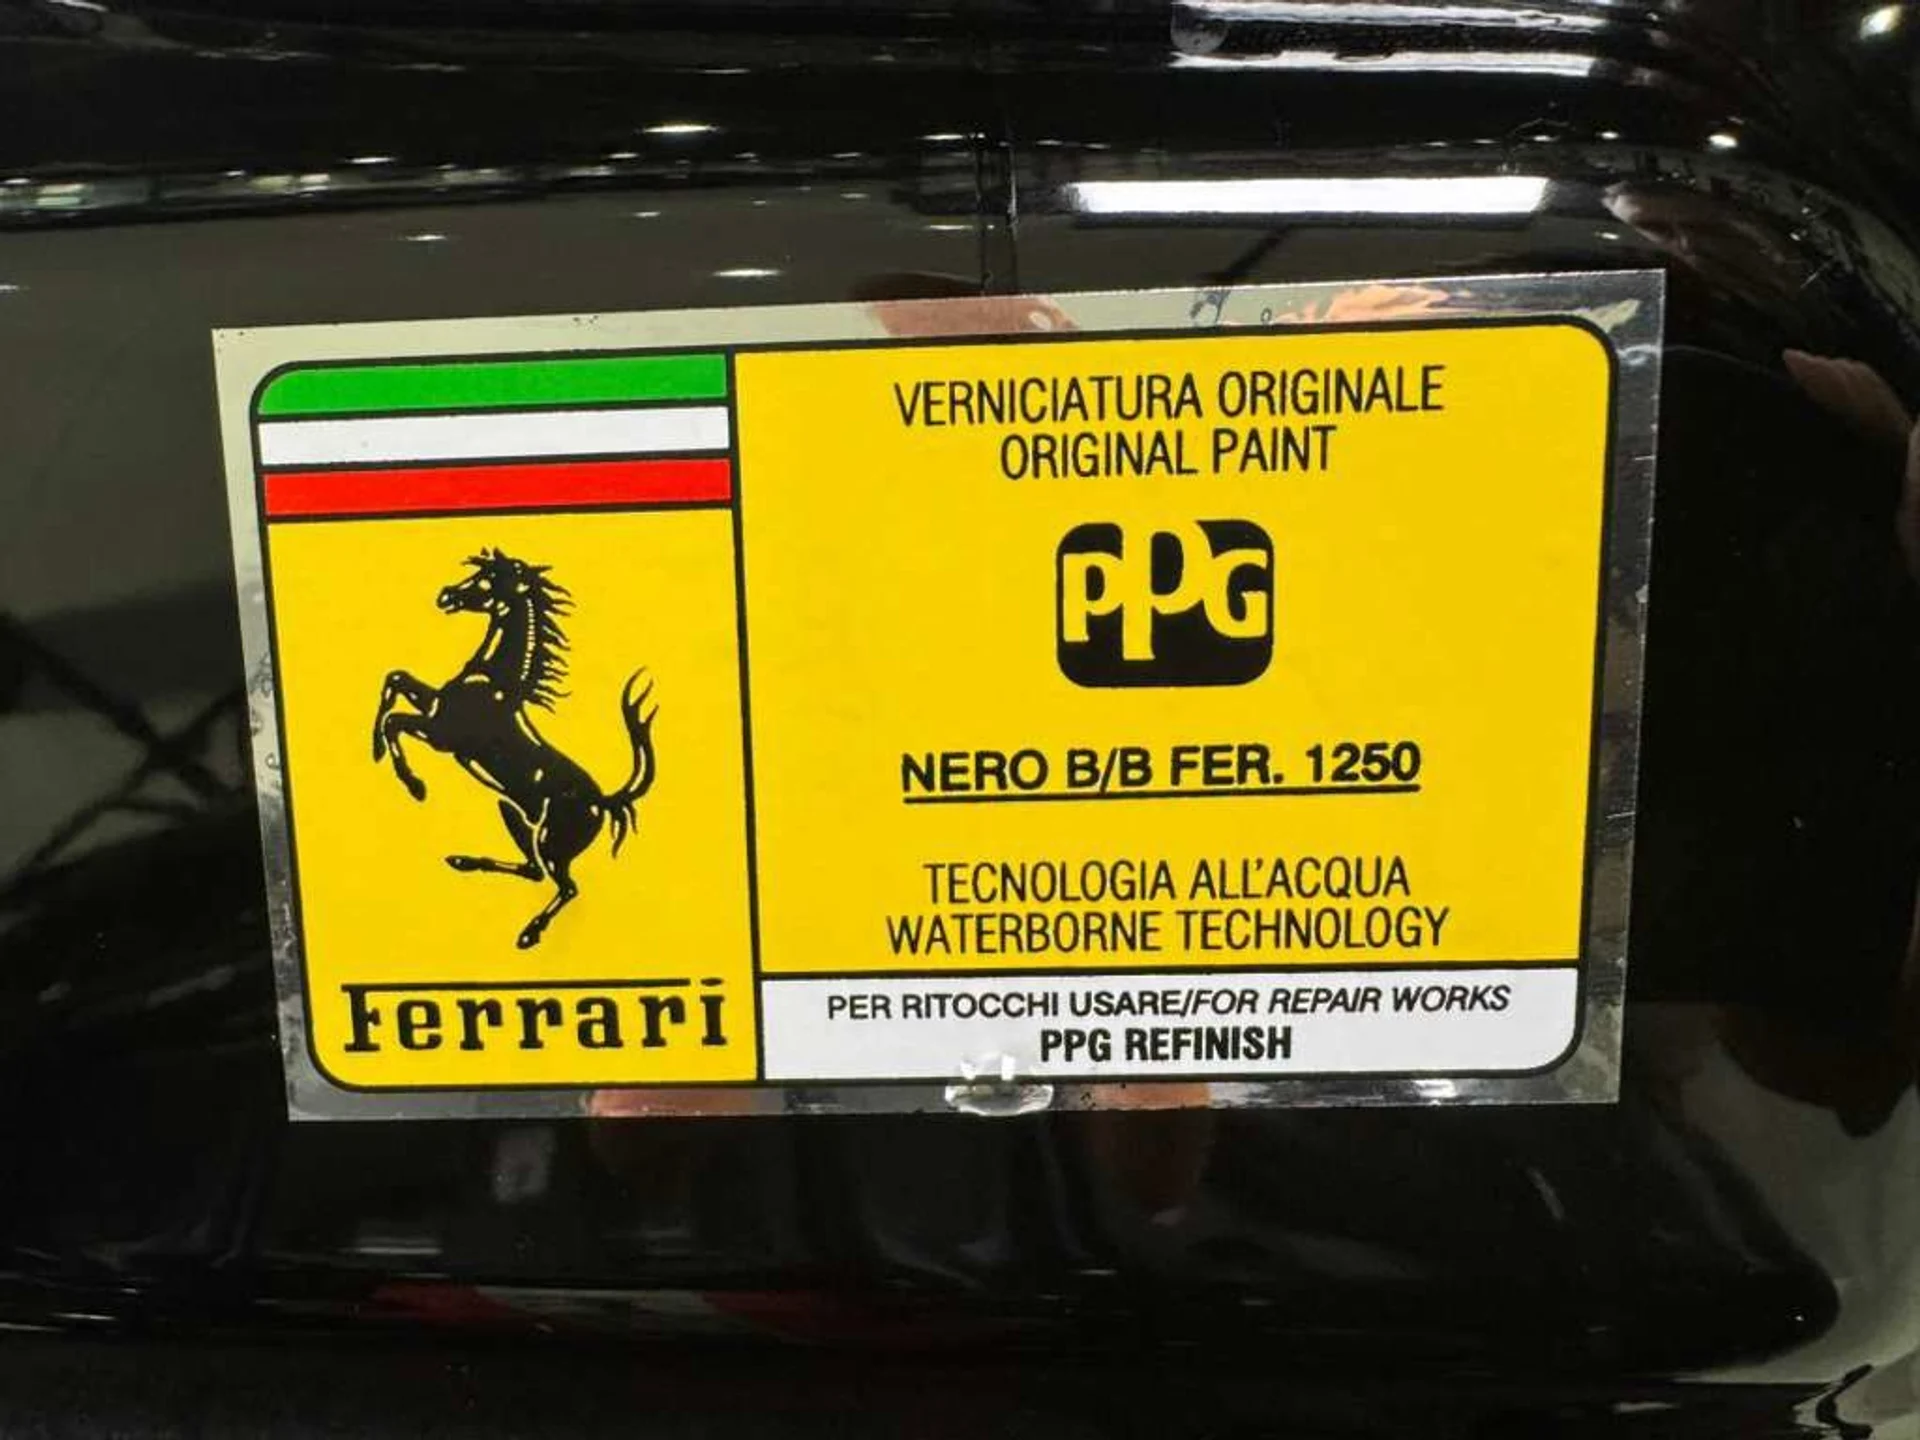 VERNICIATURA ORIGINALE
ORIGINAL PAINT
PPG
NERO B/B FER. 1250
TECNOLOGIA ALL'ACQUA
WATERBORNE TECHNOLOGY
Ferrari
PER RITOCCHI USARE/FOR REPAIR WORKS
PPG REFINISH